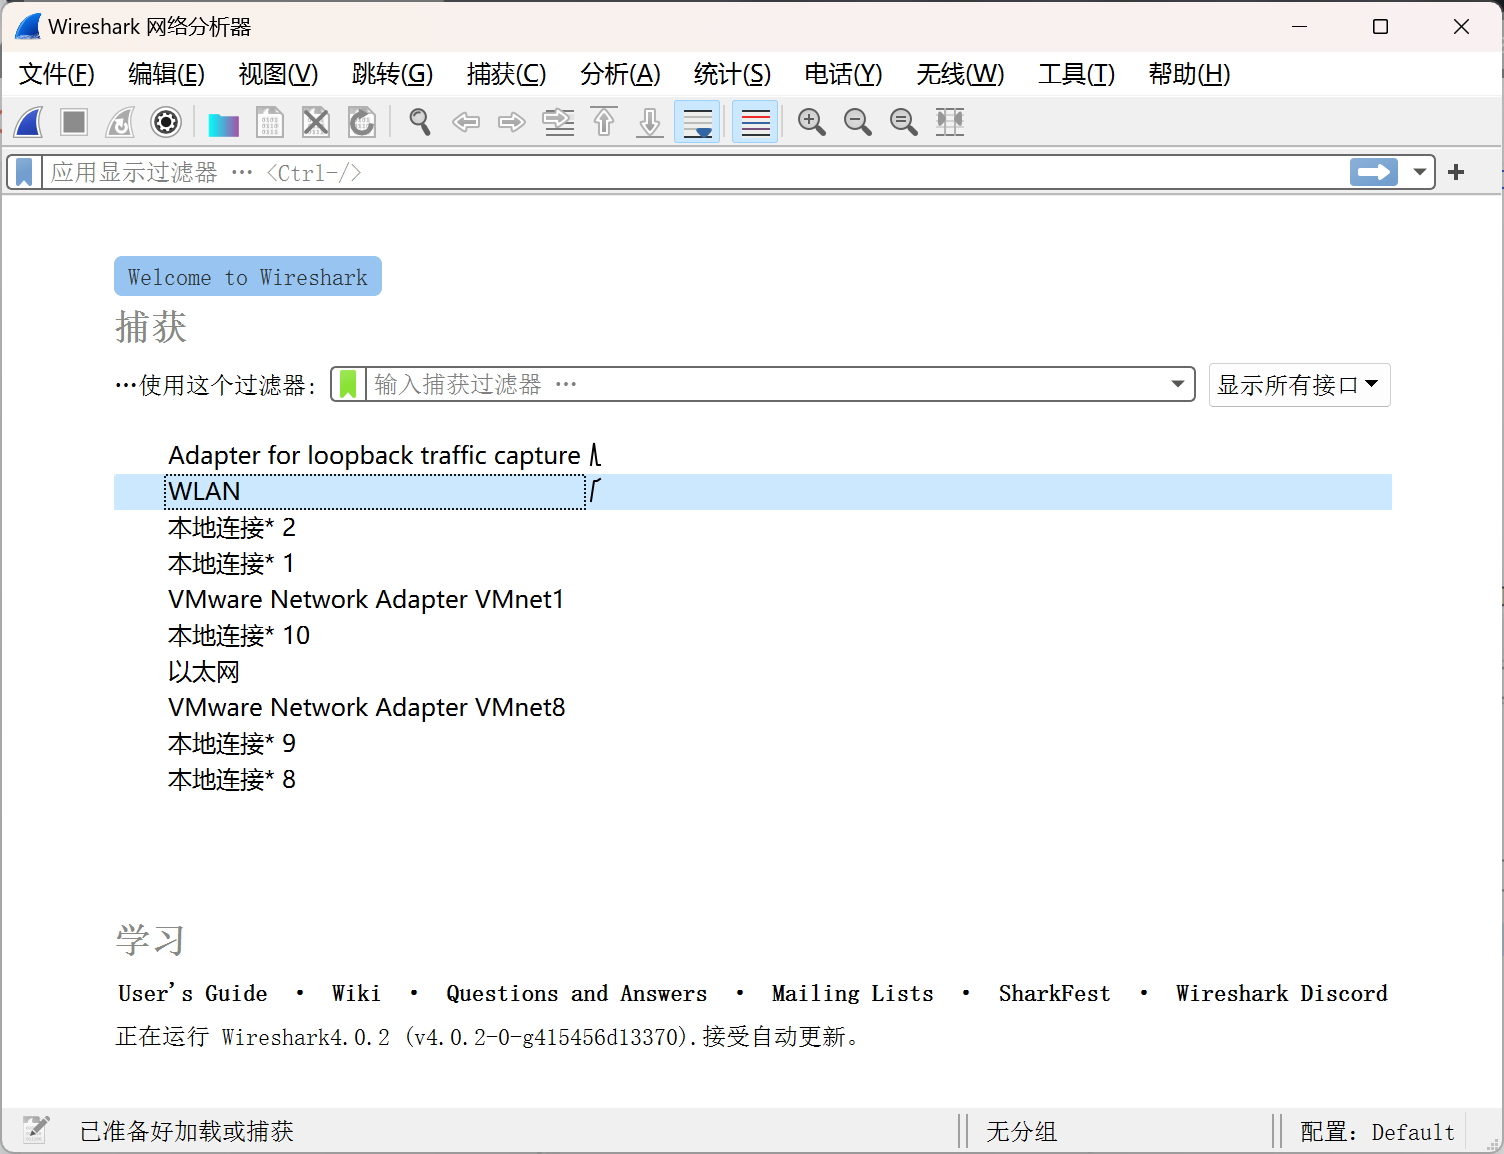 Wireshark 网络分析器
文件(F) 编辑(E) 视图(V) 跳转(G) 捕获(C) 分析(A) 统计(S) 电话(Y) 无线(W) 工具(T) 帮助(H)
应用显示过滤器 … <Ctrl-/>
Welcome to Wireshark
捕获
…使用这个过滤器： 输入捕获过滤器 … 显示所有接口
Adapter for loopback traffic capture
WLAN
本地连接* 2
本地连接* 1
VMware Network Adapter VMnet1
本地连接* 10
以太网
VMware Network Adapter VMnet8
本地连接* 9
本地连接* 8
学习
User's Guide · Wiki · Questions and Answers · Mailing Lists · SharkFest · Wireshark Discord
正在运行 Wireshark4.0.2 (v4.0.2-0-g415456d13370).接受自动更新。
已准备好加载或捕获 无分组 配置：Default